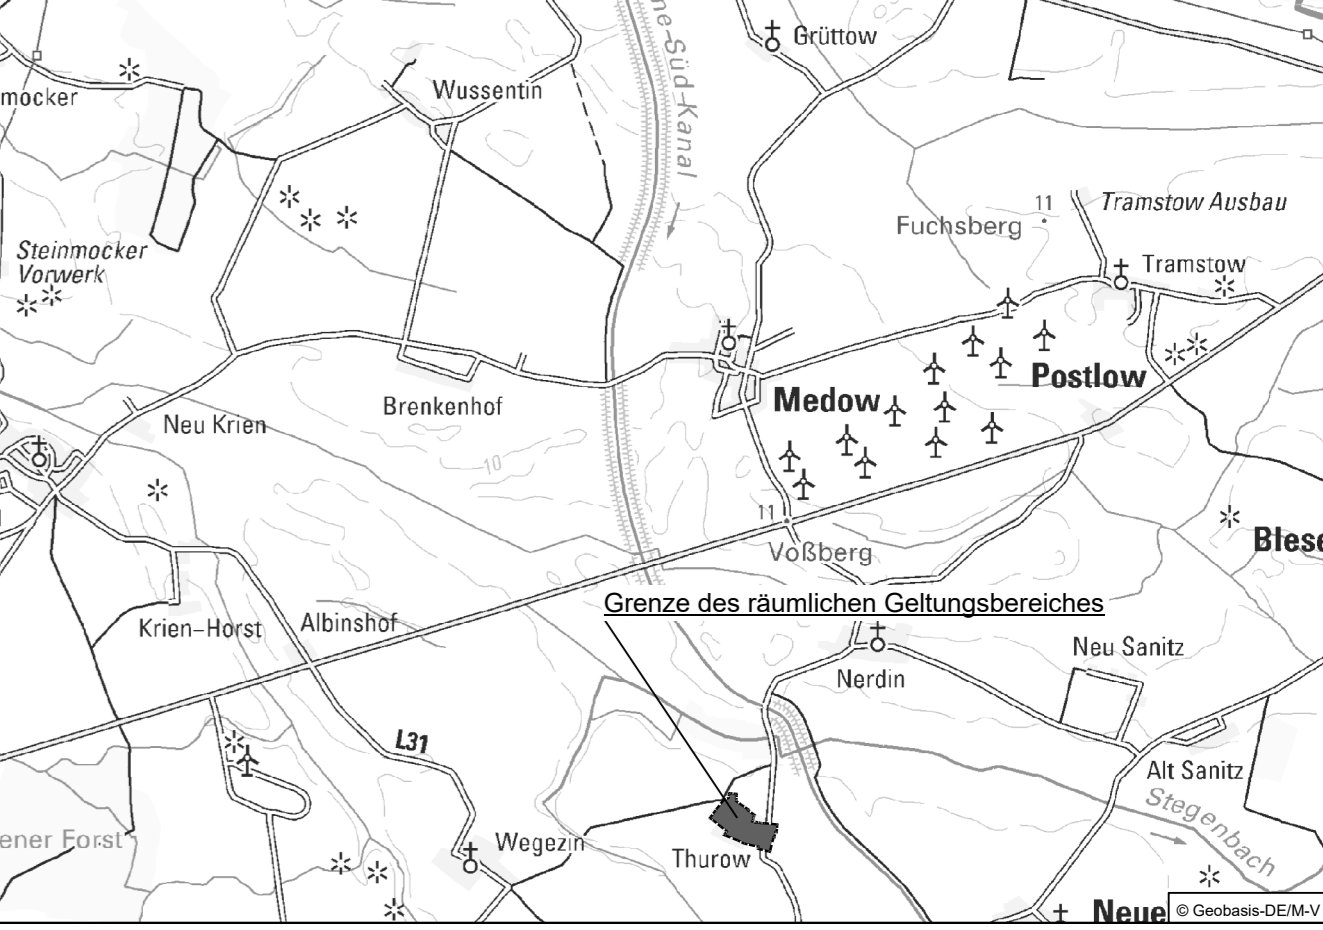 Grüttow
ne-Süd-Kanal
mocker
Wussentin
11
Tramstow Ausbau
Fuchsberg
Steinmocker
Vorwerk
Tramstow
Postlow
Medow
Brenkenhof
Neu Krien
10
11
Blese
Voßberg
Grenze des räumlichen Geltungsbereiches
Krien-Horst
Albinshof
Neu Sanitz
Nerdin
L31
Alt Sanitz
Stegenbach
ener Forst
Wegezin
Thurow
Neue
© Geobasis-DE/M-V